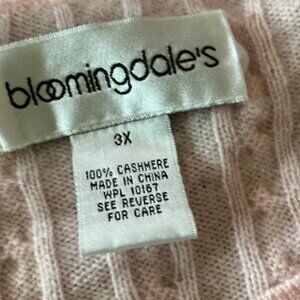 bloomingdale's
3X
100% CASHMERE
MADE IN CHINA
WPL 10167
SEE REVERSE
FOR CARE